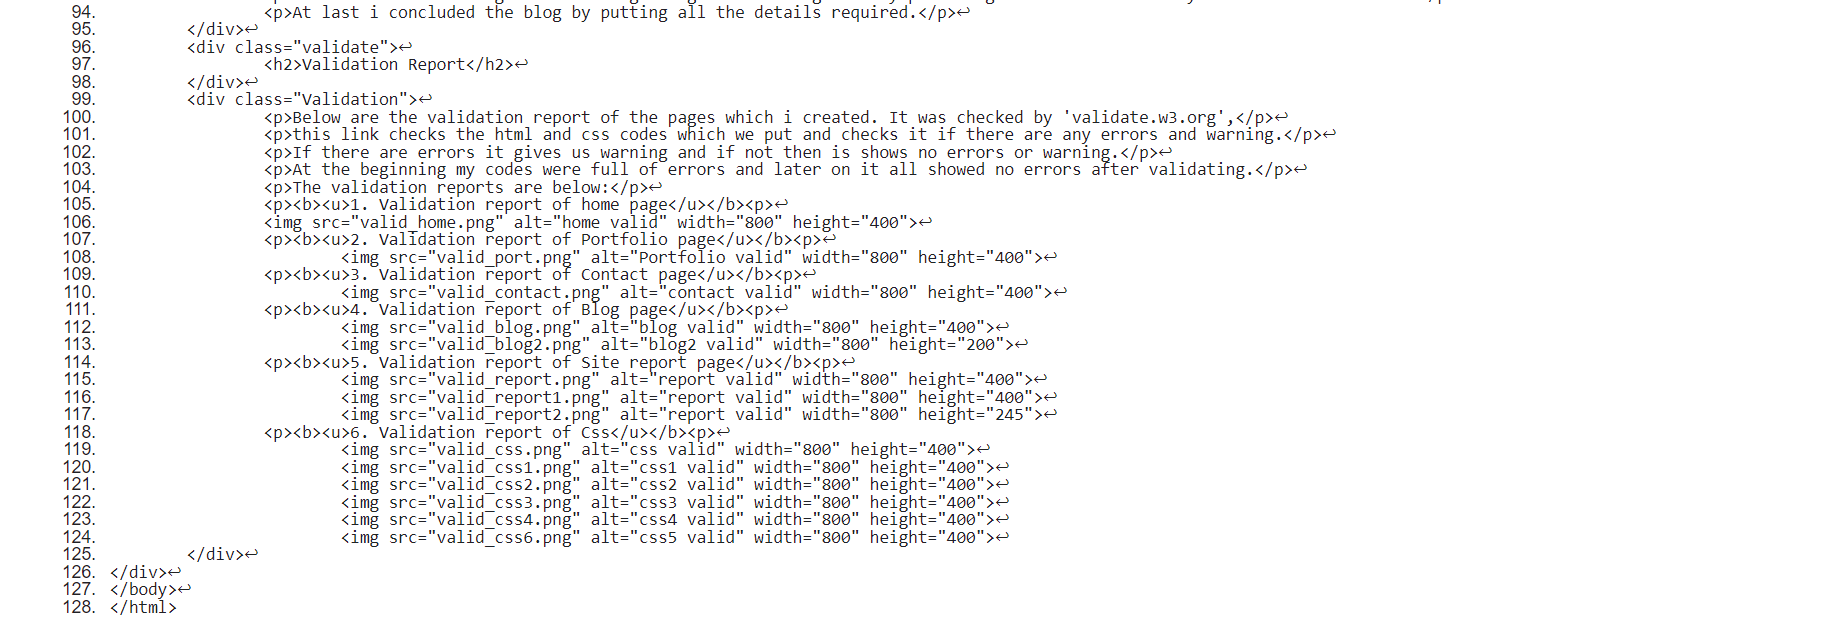 94. <p>At last i concluded the blog by putting all the details required.</p>↩
95. </div>↩
96. <div class="validate">↩
97. <h2>Validation Report</h2>↩
98. </div>↩
99. <div class="Validation">↩
100. <p>Below are the validation report of the pages which i created. It was checked by 'validate.w3.org',</p>↩
101. <p>this link checks the html and css codes which we put and checks it if there are any errors and warning.</p>↩
102. <p>If there are errors it gives us warning and if not then is shows no errors or warning.</p>↩
103. <p>At the beginning my codes were full of errors and later on it all showed no errors after validating.</p>↩
104. <p>The validation reports are below:</p>↩
105. <p><b><u>1. Validation report of home page</u></b><p>↩
106. <img src="valid_home.png" alt="home valid" width="800" height="400">↩
107. <p><b><u>2. Validation report of Portfolio page</u></b><p>↩
108. <img src="valid_port.png" alt="Portfolio valid" width="800" height="400">↩
109. <p><b><u>3. Validation report of Contact page</u></b><p>↩
110. <img src="valid_contact.png" alt="contact valid" width="800" height="400">↩
111. <p><b><u>4. Validation report of Blog page</u></b><p>↩
112. <img src="valid_blog.png" alt="blog valid" width="800" height="400">↩
113. <img src="valid_blog2.png" alt="blog2 valid" width="800" height="200">↩
114. <p><b><u>5. Validation report of Site report page</u></b><p>↩
115. <img src="valid_report.png" alt="report valid" width="800" height="400">↩
116. <img src="valid_report1.png" alt="report valid" width="800" height="400">↩
117. <img src="valid_report2.png" alt="report valid" width="800" height="245">↩
118. <p><b><u>6. Validation report of Css</u></b><p>↩
119. <img src="valid_css.png" alt="css valid" width="800" height="400">↩
120. <img src="valid_css1.png" alt="css1 valid" width="800" height="400">↩
121. <img src="valid_css2.png" alt="css2 valid" width="800" height="400">↩
122. <img src="valid_css3.png" alt="css3 valid" width="800" height="400">↩
123. <img src="valid_css4.png" alt="css4 valid" width="800" height="400">↩
124. <img src="valid_css6.png" alt="css5 valid" width="800" height="400">↩
125. </div>↩
126. </div>↩
127. </body>↩
128. </html>